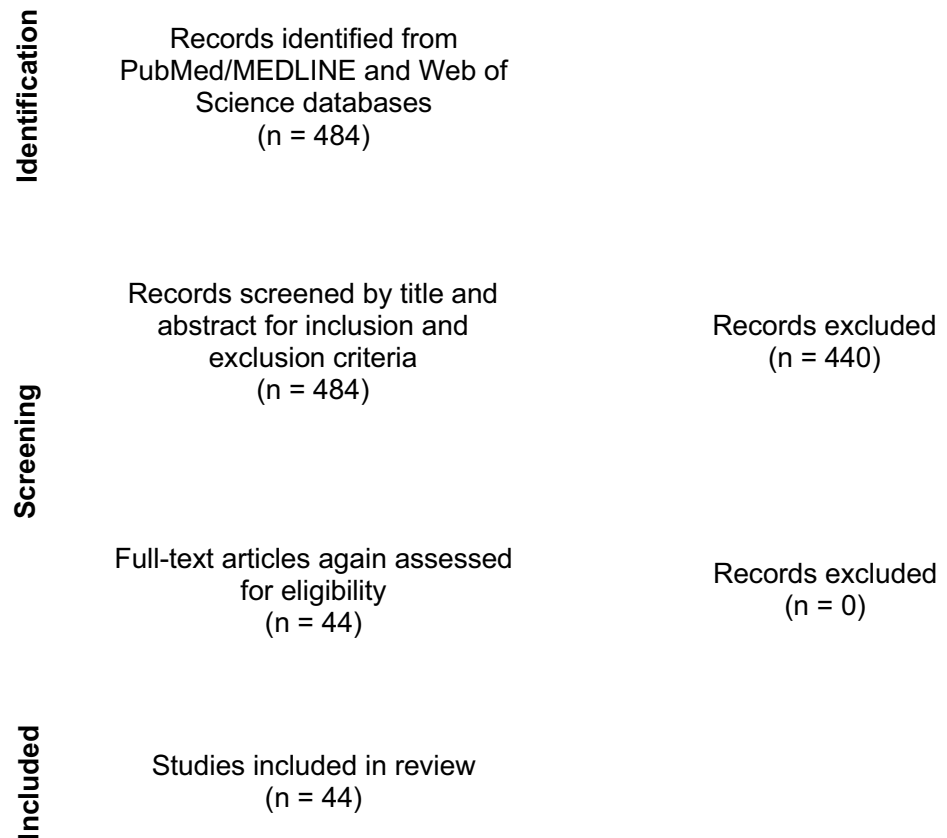 Identification
Records identified from
PubMed/MEDLINE and Web of
Science databases
(n = 484)
Screening
Records screened by title and
abstract for inclusion and
exclusion criteria
(n = 484)
Records excluded
(n = 440)
Full-text articles again assessed
for eligibility
(n = 44)
Records excluded
(n = 0)
Included
Studies included in review
(n = 44)